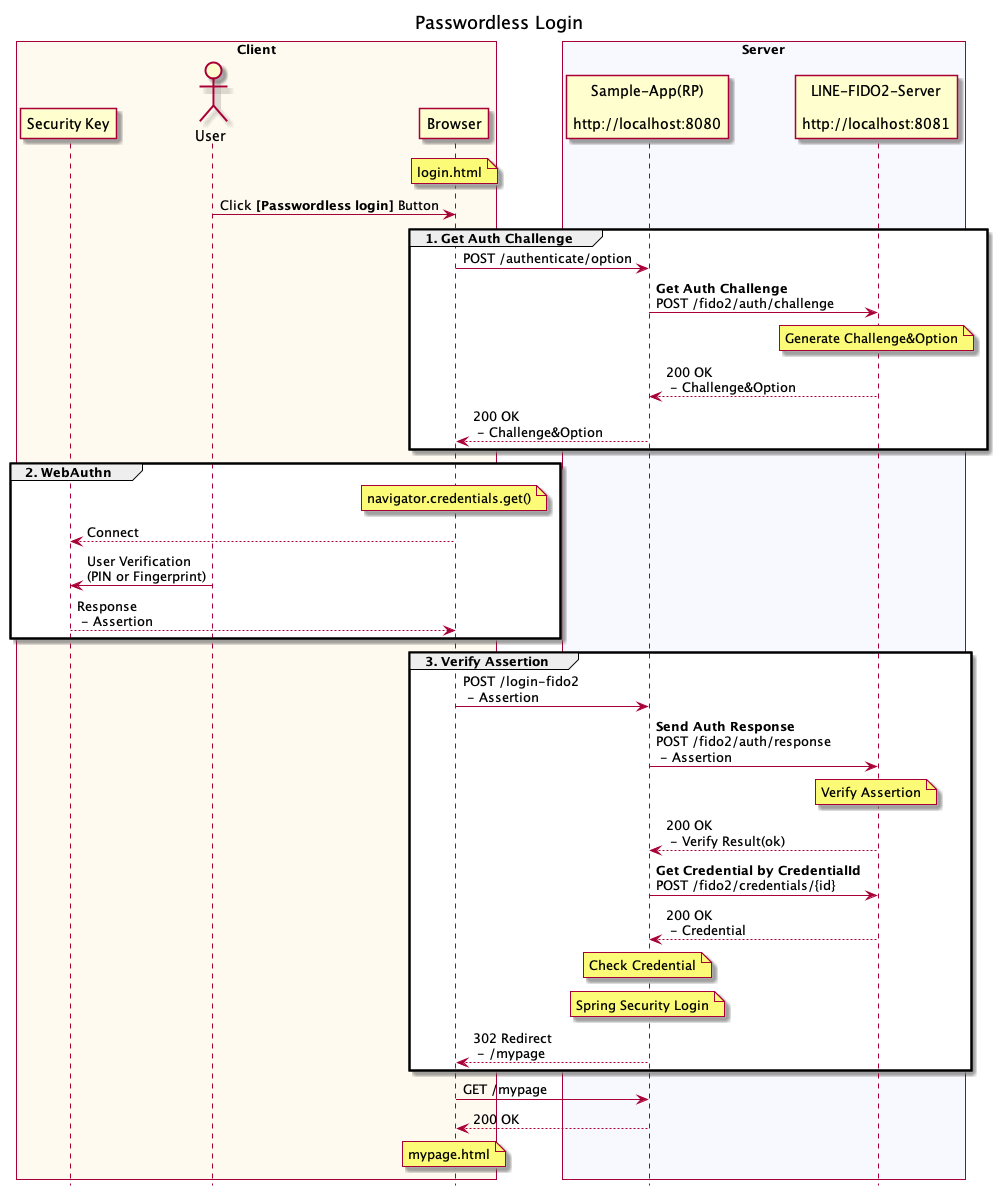 Passwordless Login
Client
Server
Security Key
User
Browser
Sample-App(RP)
http://localhost:8080
LINE-FIDO2-Server
http://localhost:8081
login.html
Click [Passwordless login] Button
1. Get Auth Challenge
POST /authenticate/option
Get Auth Challenge
POST /fido2/auth/challenge
Generate Challenge&Option
200 OK
- Challenge&Option
200 OK
- Challenge&Option
2. WebAuthn
navigator.credentials.get()
Connect
User Verification
(PIN or Fingerprint)
Response
- Assertion
3. Verify Assertion
POST /login-fido2
- Assertion
Send Auth Response
POST /fido2/auth/response
- Assertion
Verify Assertion
200 OK
- Verify Result(ok)
Get Credential by CredentialId
POST /fido2/credentials/{id}
200 OK
- Credential
Check Credential
Spring Security Login
302 Redirect
- /mypage
GET /mypage
200 OK
mypage.html